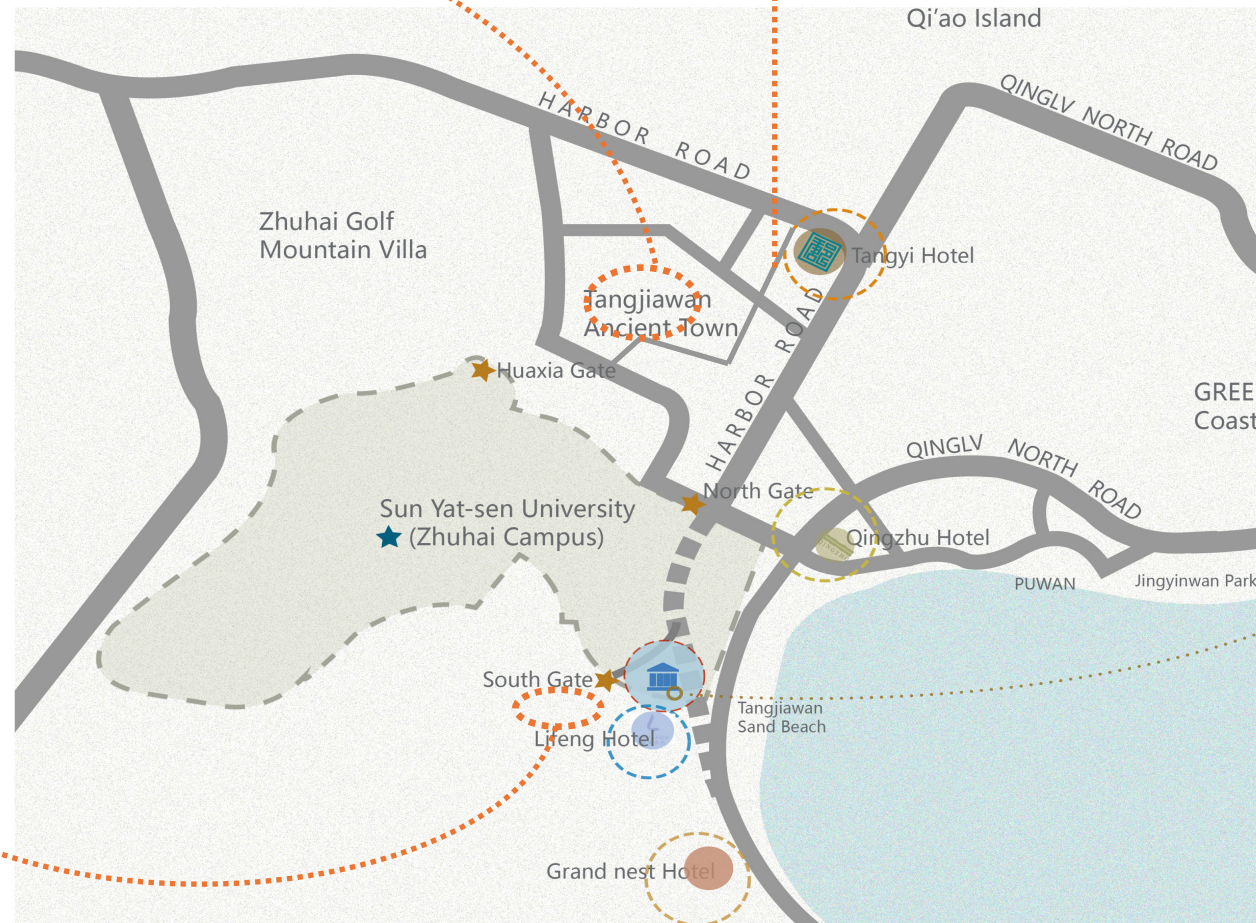 Qi'ao Island
QINGLV NORTH ROAD
HARBOR ROAD
Zhuhai Golf
Mountain Villa
Tangyi Hotel
Tangjiawan
Ancient Town
HARBOR ROAD
Huaxia Gate
GREE
Coast
QINGLV NORTH ROAD
North Gate
Sun Yat-sen University
(Zhuhai Campus)
Qingzhu Hotel
PUWAN
Jingyinwan Park
South Gate
Tangjiawan
Sand Beach
Lifeng Hotel
Grand nest Hotel